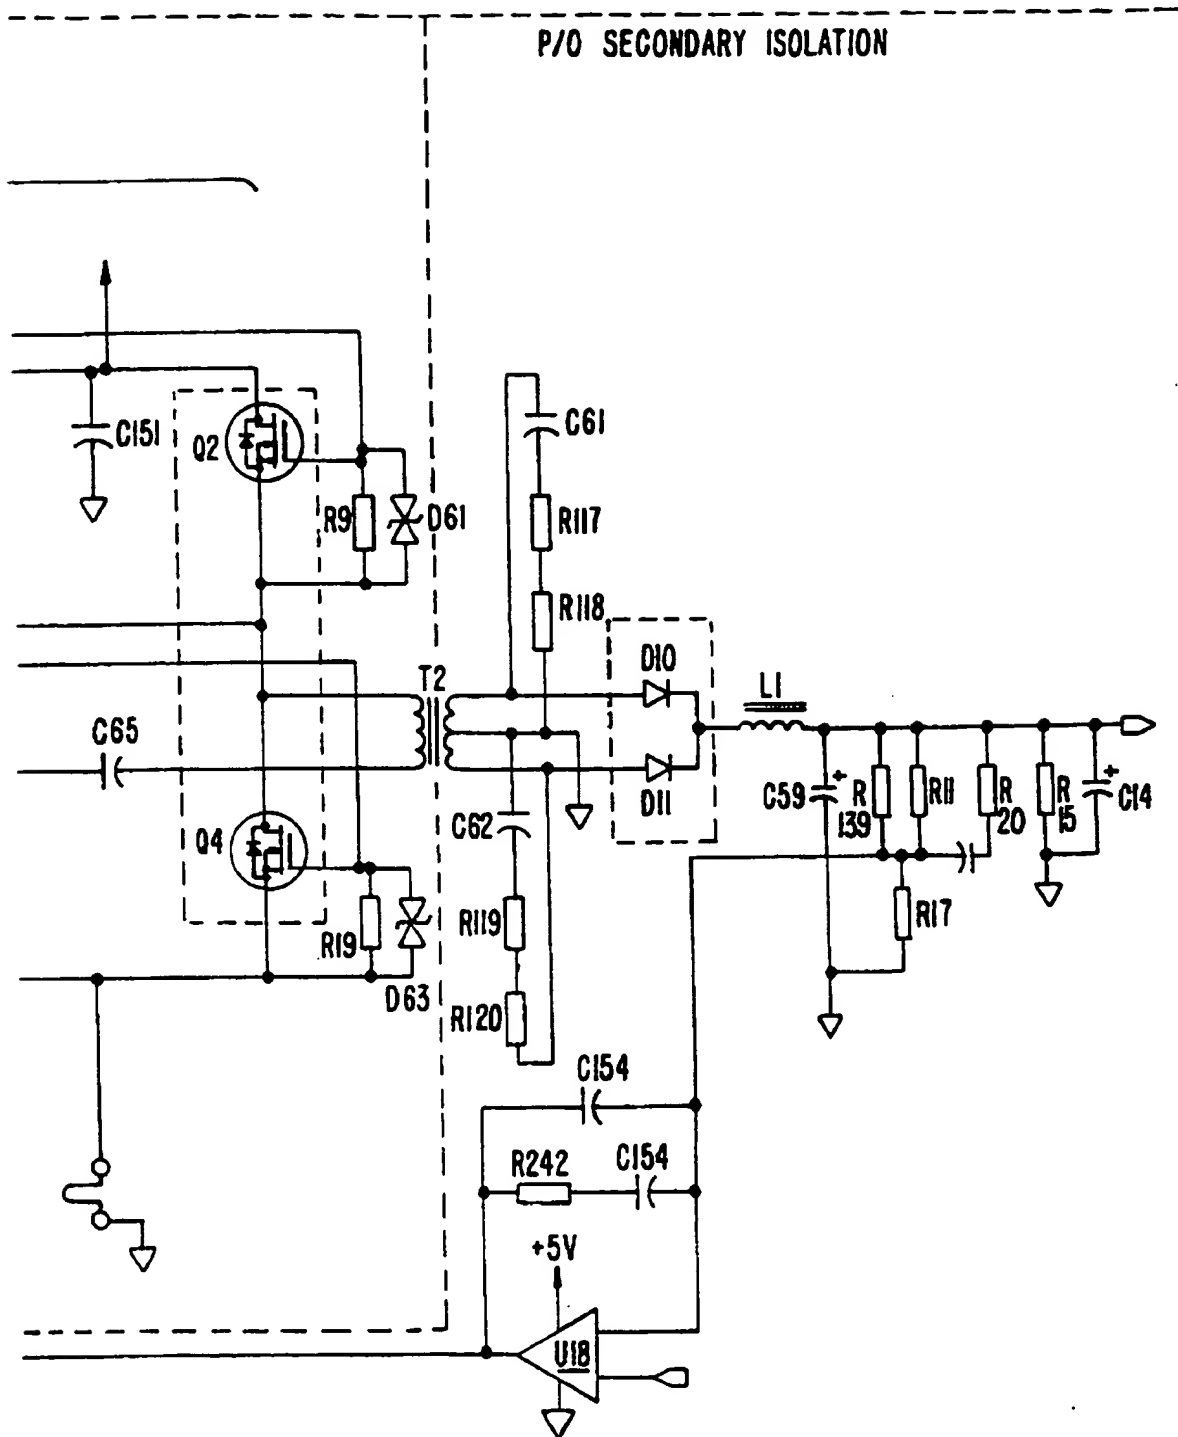 P/O SECONDARY ISOLATION
C151
Q2
R9
D61
C61
R117
R118
T2
D10
L1
C65
D11
C59
R
139
R11
R
20
R
15
C14
C62
Q4
R19
D63
R119
R120
R17
C154
R242
C154
+5V
U18